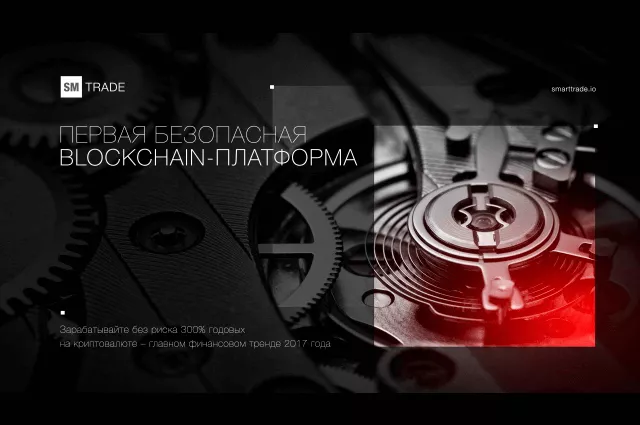 SM TRADE
smarttrade.io
ПЕРВАЯ БЕЗОПАСНАЯ
BLOCKCHAIN-ПЛАТФОРМА
Зарабатывайте без риска 300% годовых
на криптовалюте – главном финансовом тренде 2017 года